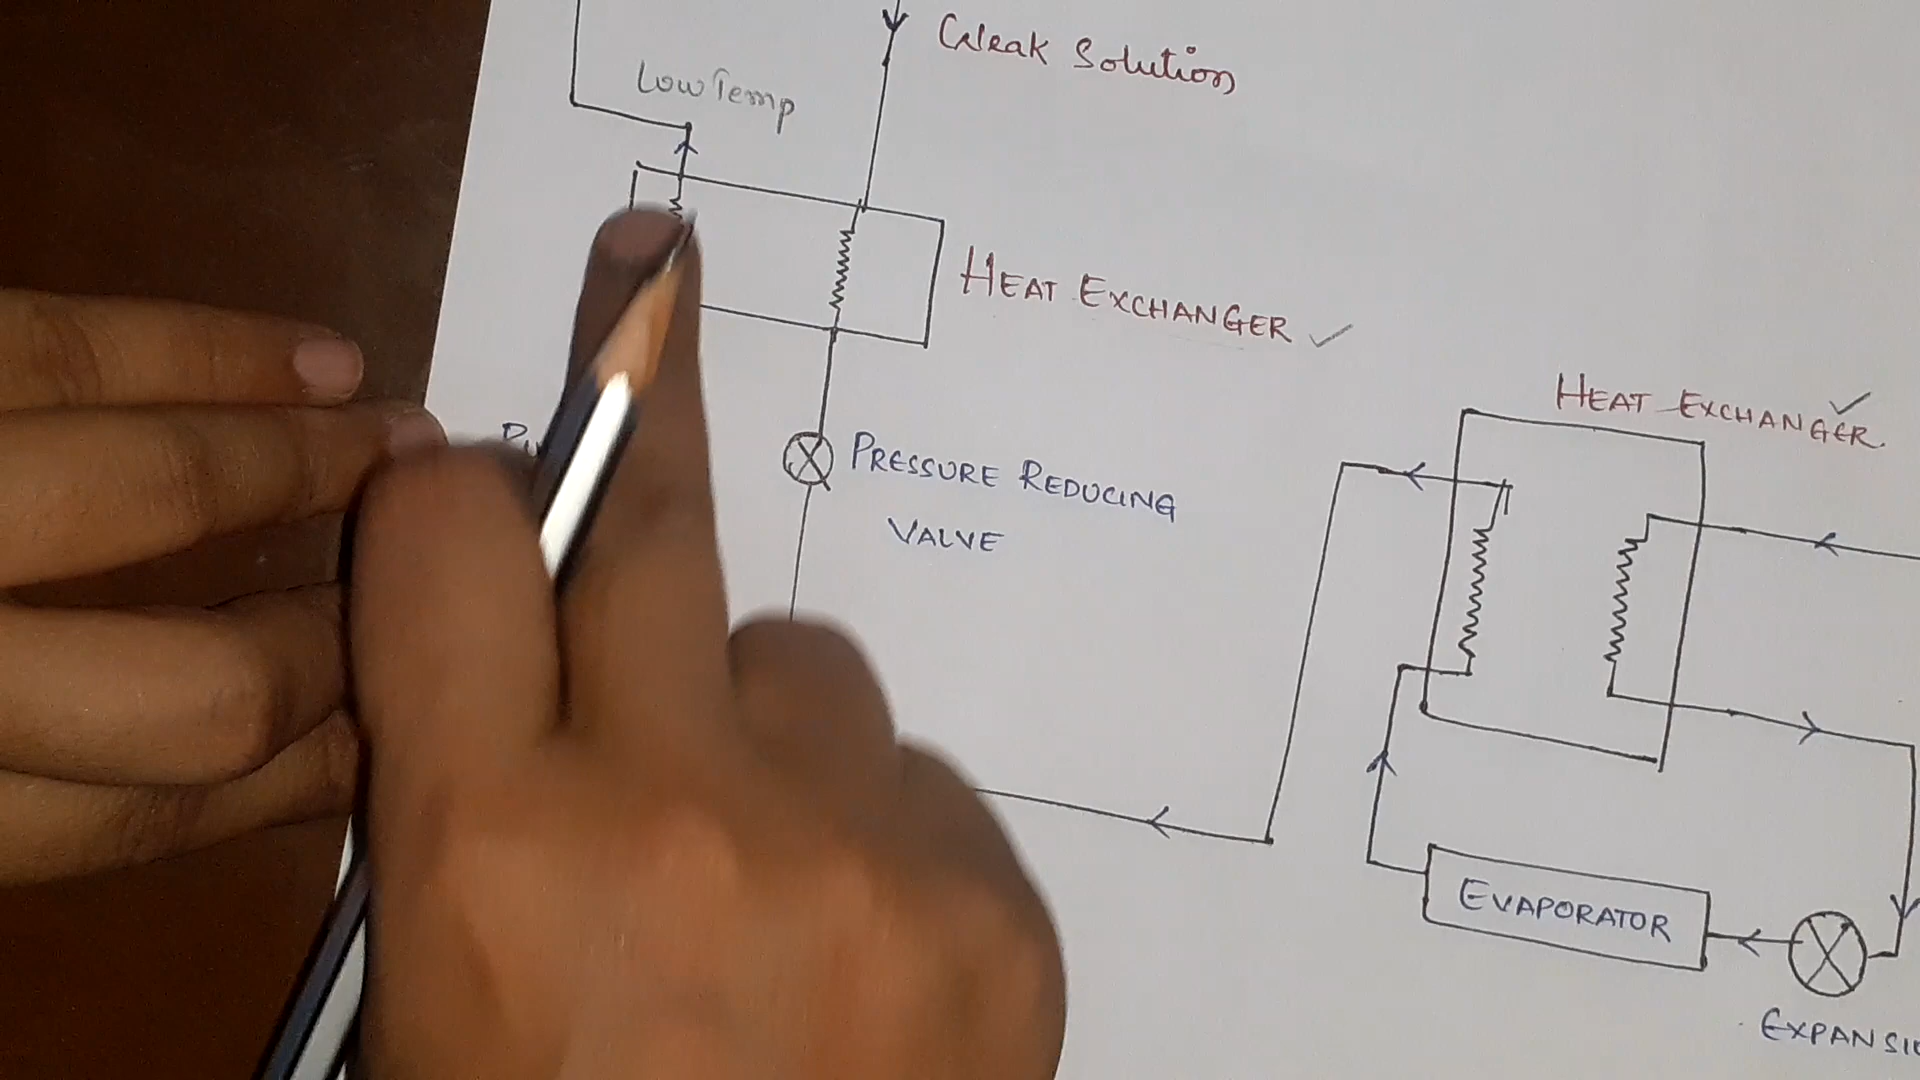 Weak Solution
Low Temp
HEAT EXCHANGER
HEAT EXCHANGER
PRESSURE REDUCING
VALVE
EVAPORATOR